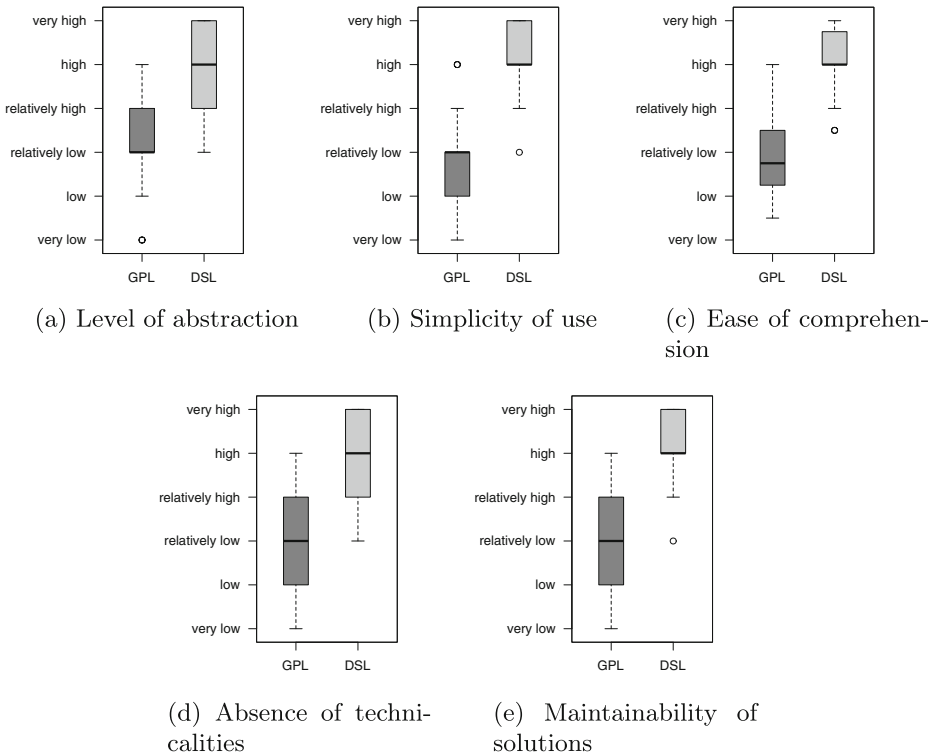 very high
high
relatively high
relatively low
low
very low
GPL DSL
(a) Level of abstraction
very high
high
relatively high
relatively low
low
very low
GPL DSL
(b) Simplicity of use
very high
high
relatively high
relatively low
low
very low
GPL DSL
(c) Ease of comprehen-
sion
very high
high
relatively high
relatively low
low
very low
GPL DSL
(d) Absence of techni-
calities
very high
high
relatively high
relatively low
low
very low
GPL DSL
(e) Maintainability of
solutions